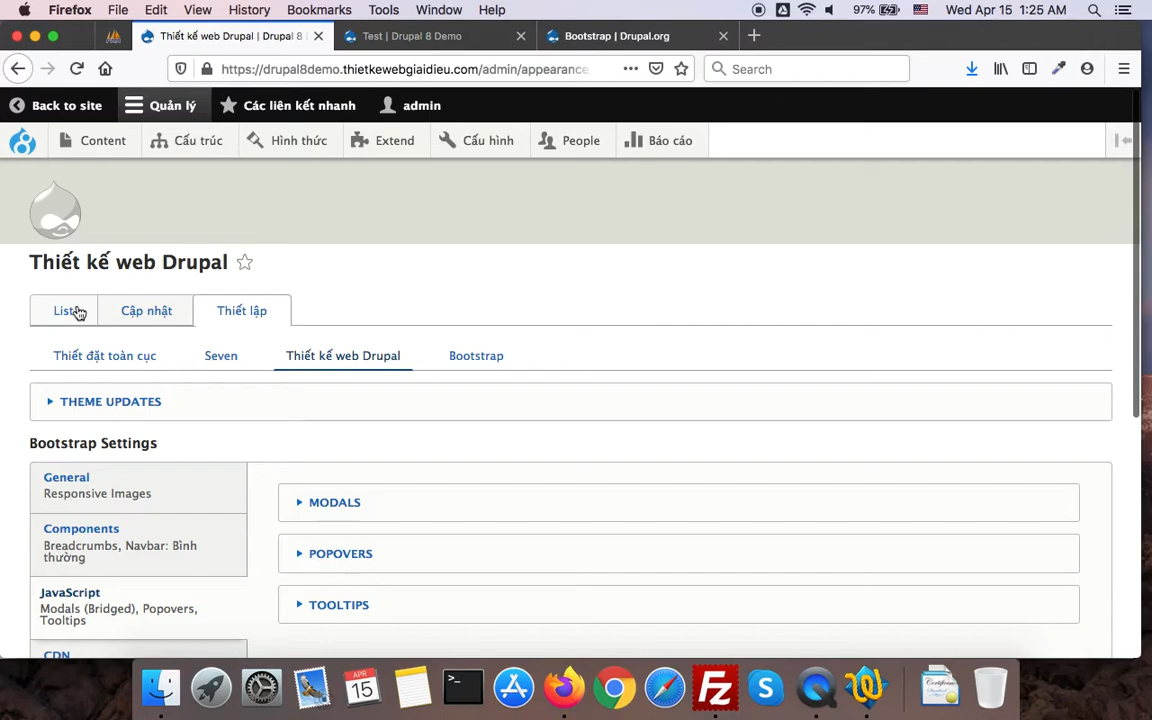 Firefox File Edit View History Bookmarks Tools Window Help 97% Wed Apr 15 1:25 AM
Thiết kế web Drupal | Drupal 8 Test | Drupal 8 Demo Bootstrap | Drupal.org
https://drupal8demo.thietkewebgiaidieu.com/admin/appearance, Search
Back to site Quản lý Các liên kết nhanh admin
Content Cấu trúc Hình thức Extend Cấu hình People Báo cáo
Thiết kế web Drupal
List Cập nhật Thiết lập
Thiết đặt toàn cục Seven Thiết kế web Drupal Bootstrap
THEME UPDATES
Bootstrap Settings
General
Responsive Images
Components
Breadcrumbs, Navbar: Bình
thường
JavaScript
Modals (Bridged), Popovers,
Tooltips
CDN
MODALS
POPOVERS
TOOLTIPS
APR
15